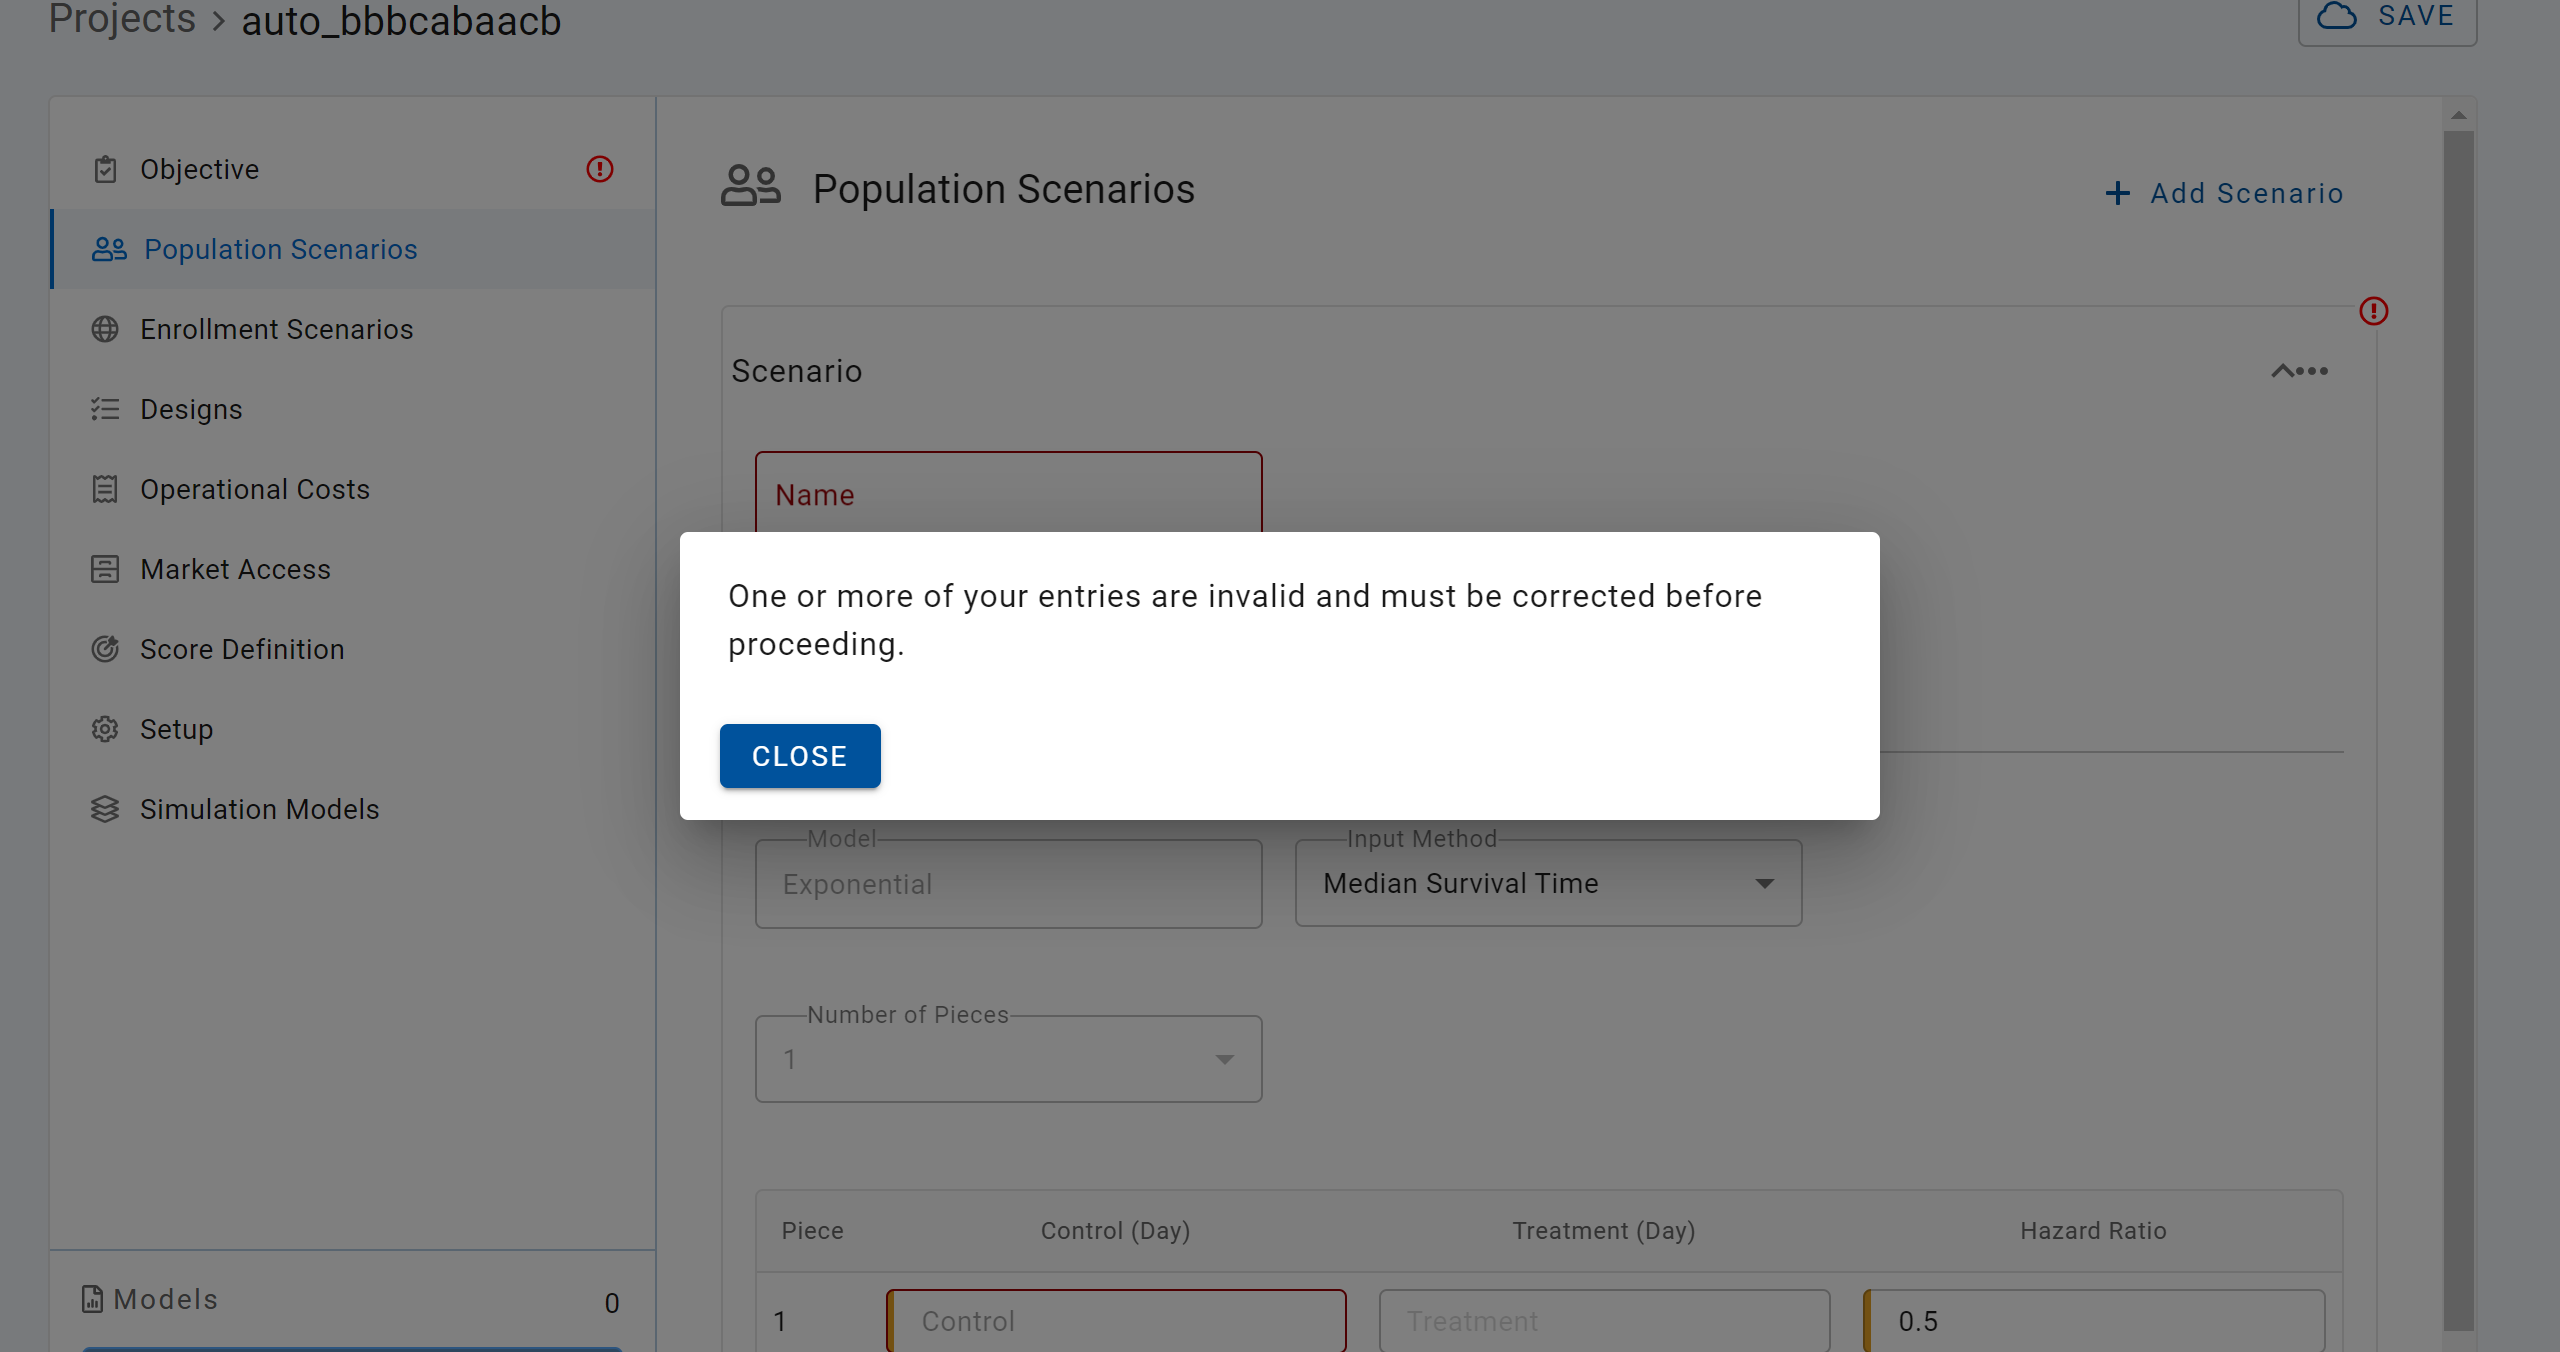 Projects > auto_bbbcabaacb
SAVE
Objective
Population Scenarios
Enrollment Scenarios
Designs
Operational Costs
Market Access
Score Definition
Setup
Simulation Models
Models 0
Population Scenarios
+ Add Scenario
Scenario
Name
One or more of your entries are invalid and must be corrected before
proceeding.
CLOSE
Model
Exponential
Input Method
Median Survival Time
Number of Pieces
1
Piece Control (Day) Treatment (Day) Hazard Ratio
1 Control Treatment 0.5